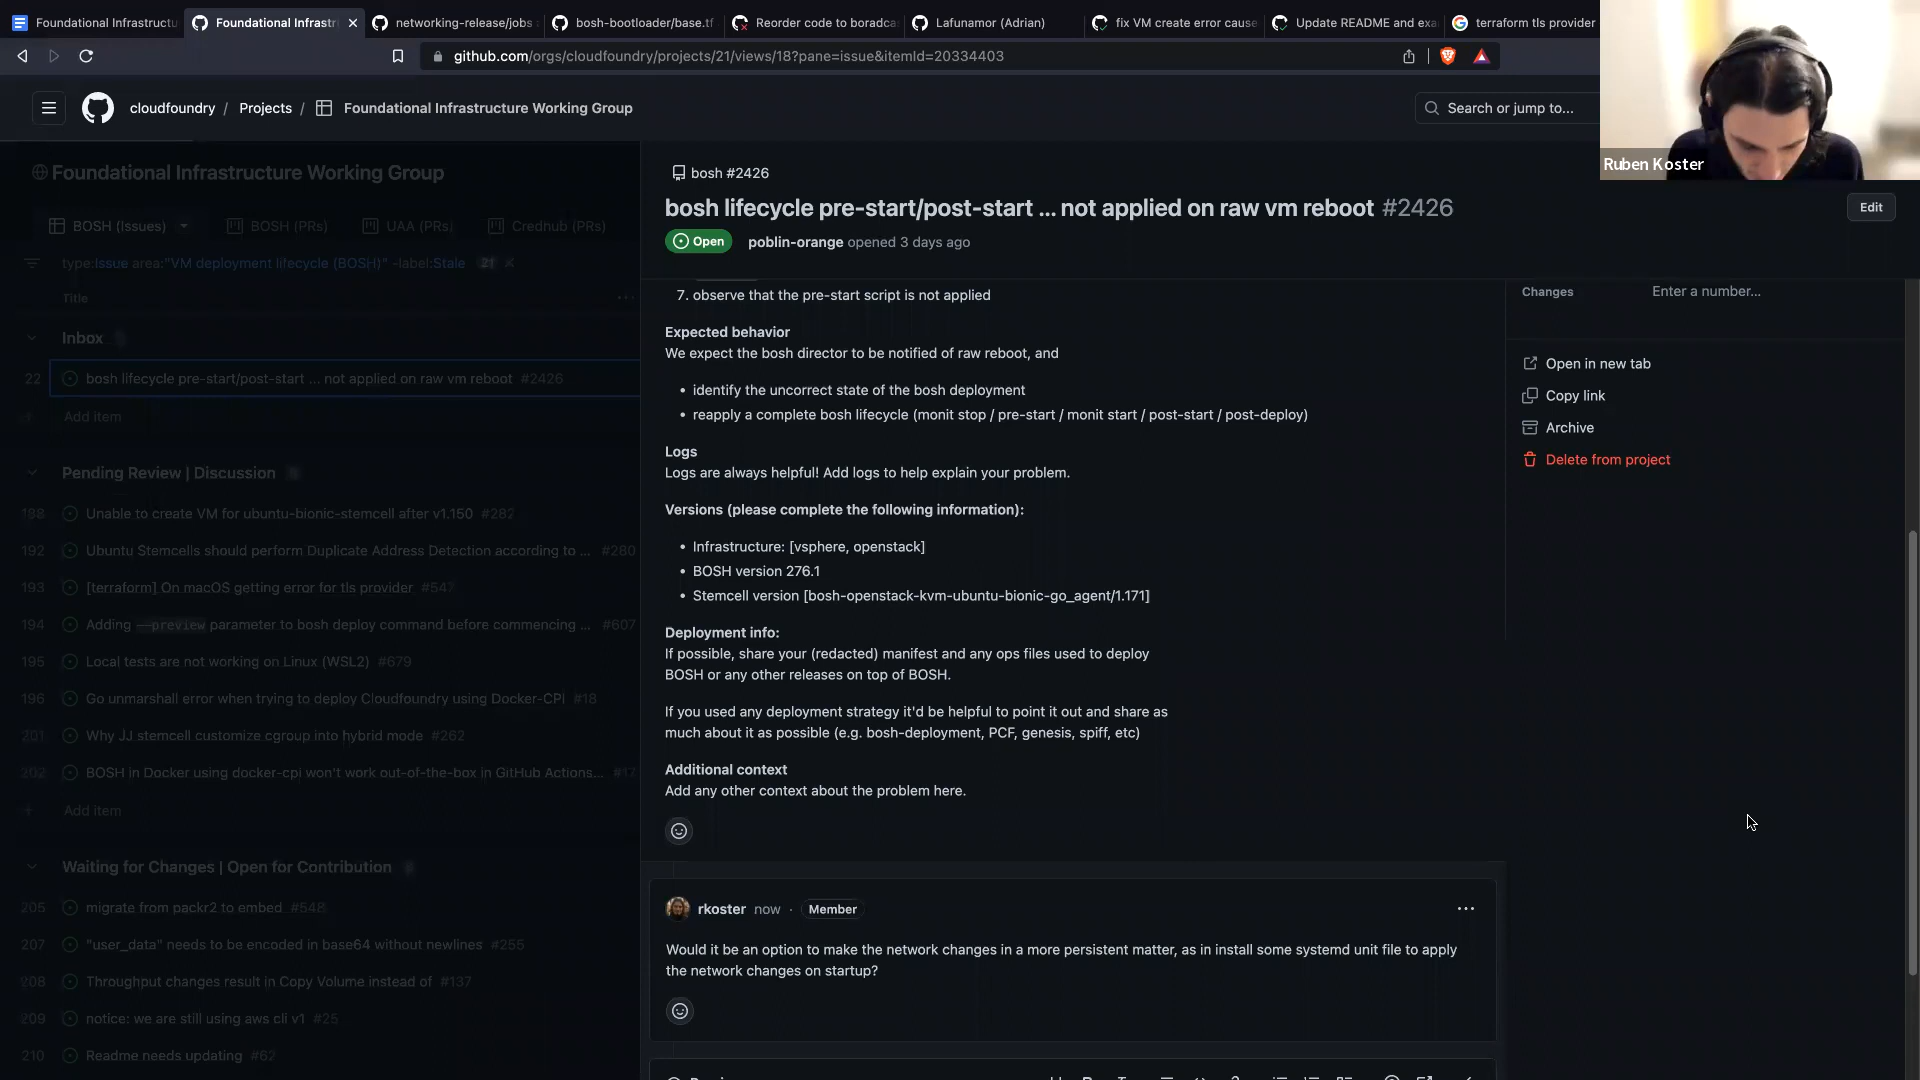 Foundational Infrastructu
Foundational Infrastr
networking-release/jobs
bosh-bootloader/base.tf
Reorder code to boradca
Lafunamor (Adrian)
fix VM create error cause
Update README and exa
terraform tls provider
github.com/orgs/cloudfoundry/projects/21/views/18?pane=issue&itemId=20334403
cloudfoundry / Projects / Foundational Infrastructure Working Group
Search or jump to...
Ruben Koster
Foundational Infrastructure Working Group
BOSH (Issues)
BOSH (PRs)
UAA (PRs)
Credhub (PRs)
type:Issue area:"VM deployment lifecycle (BOSH)" -label:Stale 21
Title
Inbox
22 bosh lifecycle pre-start/post-start ... not applied on raw vm reboot #2426
Add item
Pending Review | Discussion
188 Unable to create VM for ubuntu-bionic-stemcell after v1.150 #282
192 Ubuntu Stemcells should perform Duplicate Address Detection according to ... #280
193 [terraform] On macOS getting error for tls provider #547
194 Adding --preview parameter to bosh deploy command before commencing ... #607
195 Local tests are not working on Linux (WSL2) #679
196 Go unmarshall error when trying to deploy Cloudfoundry using Docker-CPI #18
201 Why JJ stemcell customize cgroup into hybrid mode #262
202 BOSH in Docker using docker-cpi won't work out-of-the-box in GitHub Actions...
Add item
Waiting for Changes | Open for Contribution
205 migrate from packr2 to embed #548
207 "user_data" needs to be encoded in base64 without newlines #255
208 Throughput changes result in Copy Volume instead of #137
209 notice: we are still using aws cli v1 #25
210 Readme needs updating #62
bosh #2426
bosh lifecycle pre-start/post-start ... not applied on raw vm reboot #2426
Edit
Open
poblin-orange opened 3 days ago
7. observe that the pre-start script is not applied
Expected behavior
We expect the bosh director to be notified of raw reboot, and
• identify the uncorrect state of the bosh deployment
• reapply a complete bosh lifecycle (monit stop / pre-start / monit start / post-start / post-deploy)
Logs
Logs are always helpful! Add logs to help explain your problem.
Versions (please complete the following information):
• Infrastructure: [vsphere, openstack]
• BOSH version 276.1
• Stemcell version [bosh-openstack-kvm-ubuntu-bionic-go_agent/1.171]
Deployment info:
If possible, share your (redacted) manifest and any ops files used to deploy
BOSH or any other releases on top of BOSH.
If you used any deployment strategy it'd be helpful to point it out and share as
much about it as possible (e.g. bosh-deployment, PCF, genesis, spiff, etc)
Additional context
Add any other context about the problem here.
rkoster now · Member
Would it be an option to make the network changes in a more persistent matter, as in install some systemd unit file to apply
the network changes on startup?
Changes
Enter a number...
Open in new tab
Copy link
Archive
Delete from project